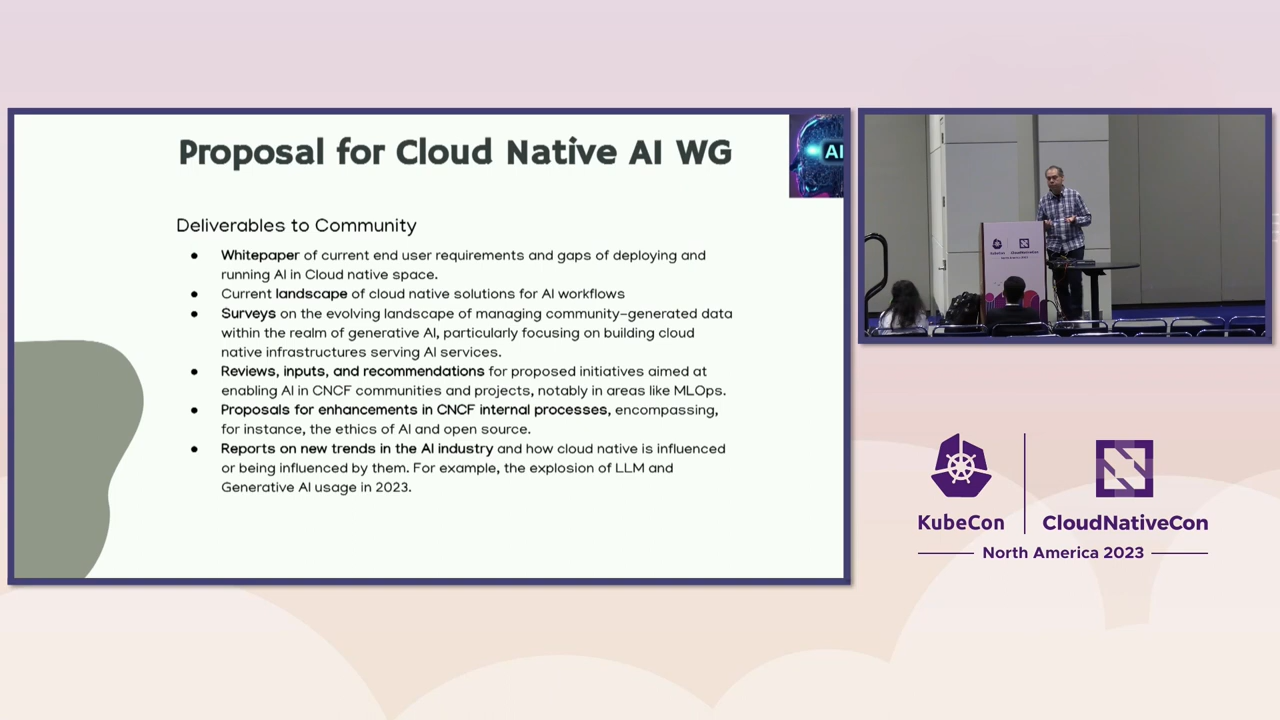 Proposal for Cloud Native AI WG
AI
Deliverables to Community
● Whitepaper of current end user requirements and gaps of deploying and
running AI in Cloud native space.
● Current landscape of cloud native solutions for AI workflows
● Surveys on the evolving landscape of managing community-generated data
within the realm of generative AI, particularly focusing on building cloud
native infrastructures serving AI services.
● Reviews, inputs, and recommendations for proposed initiatives aimed at
enabling AI in CNCF communities and projects, notably in areas like MLOps.
● Proposals for enhancements in CNCF internal processes, encompassing,
for instance, the ethics of AI and open source.
● Reports on new trends in the AI industry and how cloud native is influenced
or being influenced by them. For example, the explosion of LLM and
Generative AI usage in 2023.
KubeCon CloudNativeCon
North America 2023